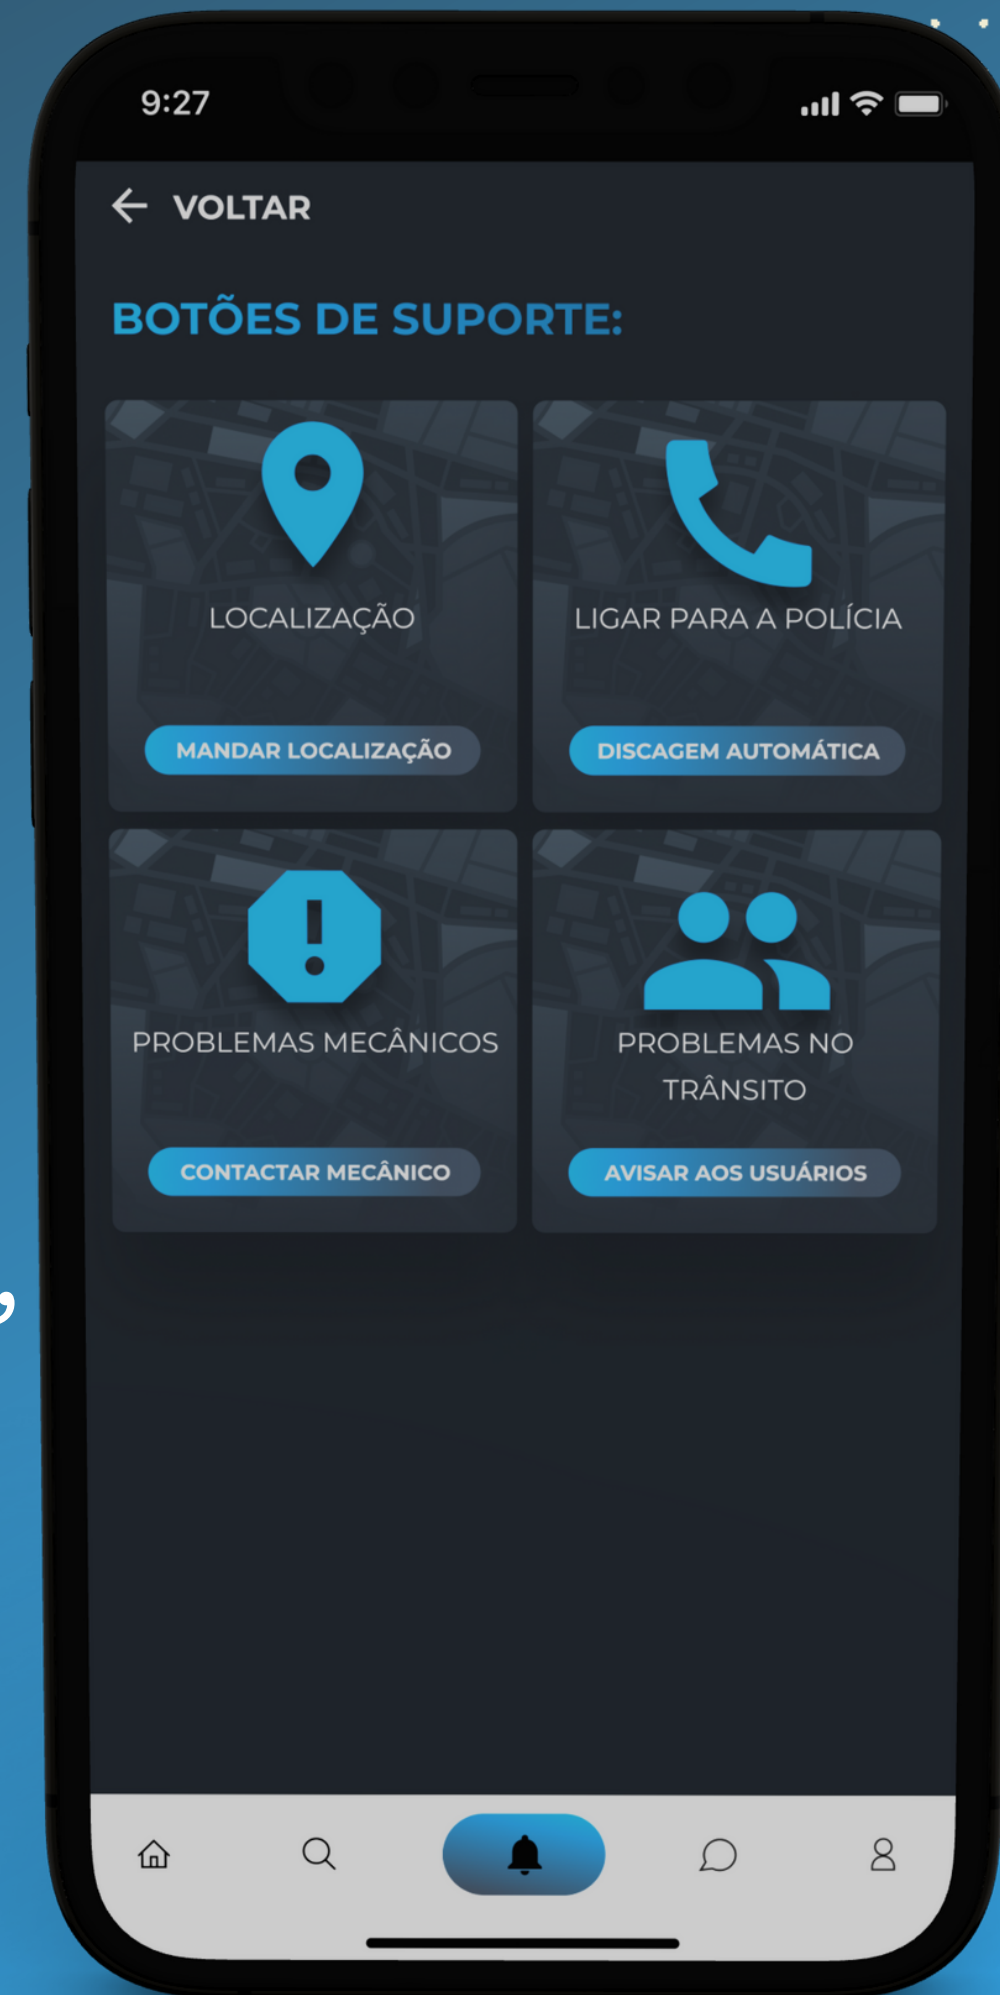 9:27
VOLTAR
BOTÕES DE SUPORTE:
LOCALIZAÇÃO
MANDAR LOCALIZAÇÃO
LIGAR PARA A POLÍCIA
DISCAGEM AUTOMÁTICA
PROBLEMAS MECÂNICOS
CONTACTAR MECÂNICO
PROBLEMAS NO
TRÂNSITO
AVISAR AOS USUÁRIOS